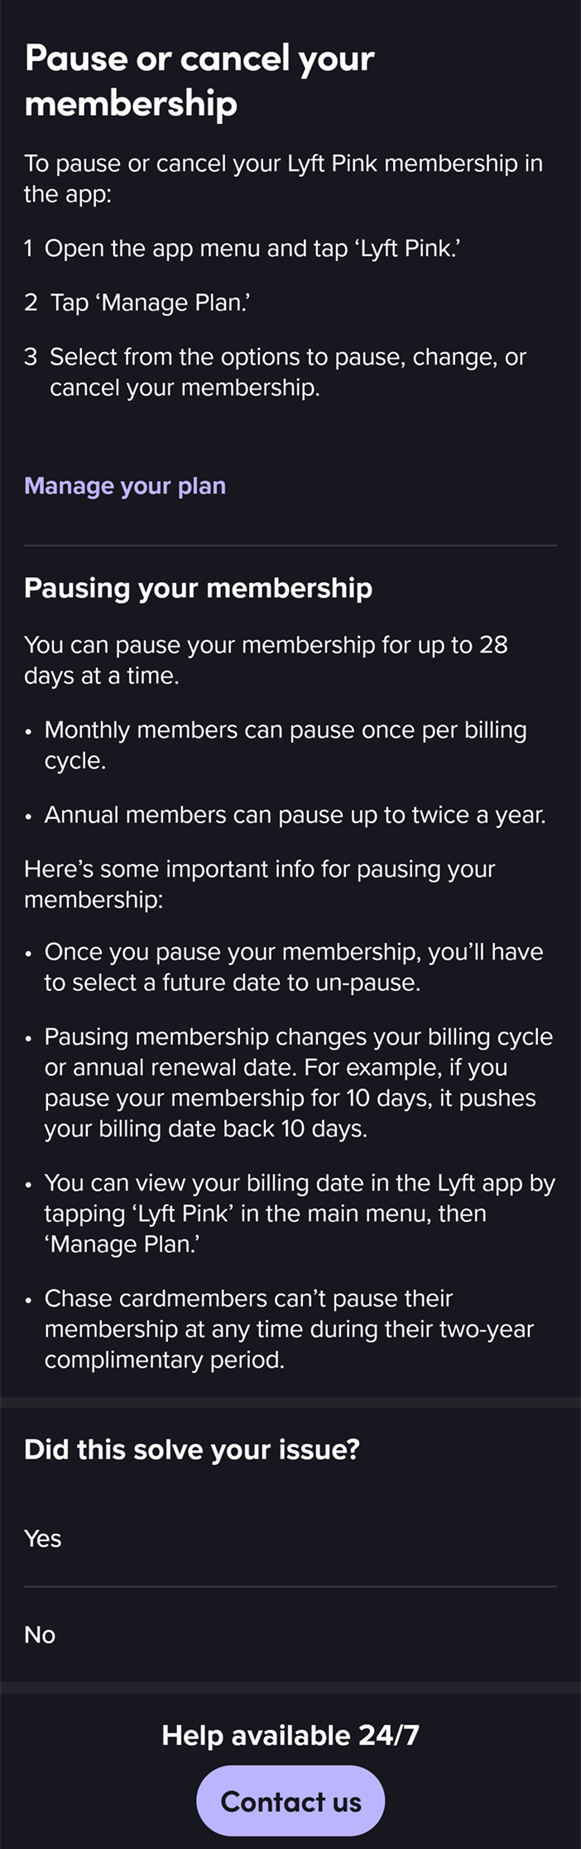 Pause or cancel your
membership
To pause or cancel your Lyft Pink membership in
the app:
1 Open the app menu and tap ‘Lyft Pink.’
2 Tap ‘Manage Plan.’
3 Select from the options to pause, change, or
cancel your membership.
Manage your plan
Pausing your membership
You can pause your membership for up to 28
days at a time.
• Monthly members can pause once per billing
cycle.
• Annual members can pause up to twice a year.
Here’s some important info for pausing your
membership:
• Once you pause your membership, you’ll have
to select a future date to un-pause.
• Pausing membership changes your billing cycle
or annual renewal date. For example, if you
pause your membership for 10 days, it pushes
your billing date back 10 days.
• You can view your billing date in the Lyft app by
tapping ‘Lyft Pink’ in the main menu, then
‘Manage Plan.’
• Chase cardmembers can’t pause their
membership at any time during their two-year
complimentary period.
Did this solve your issue?
Yes
No
Help available 24/7
Contact us